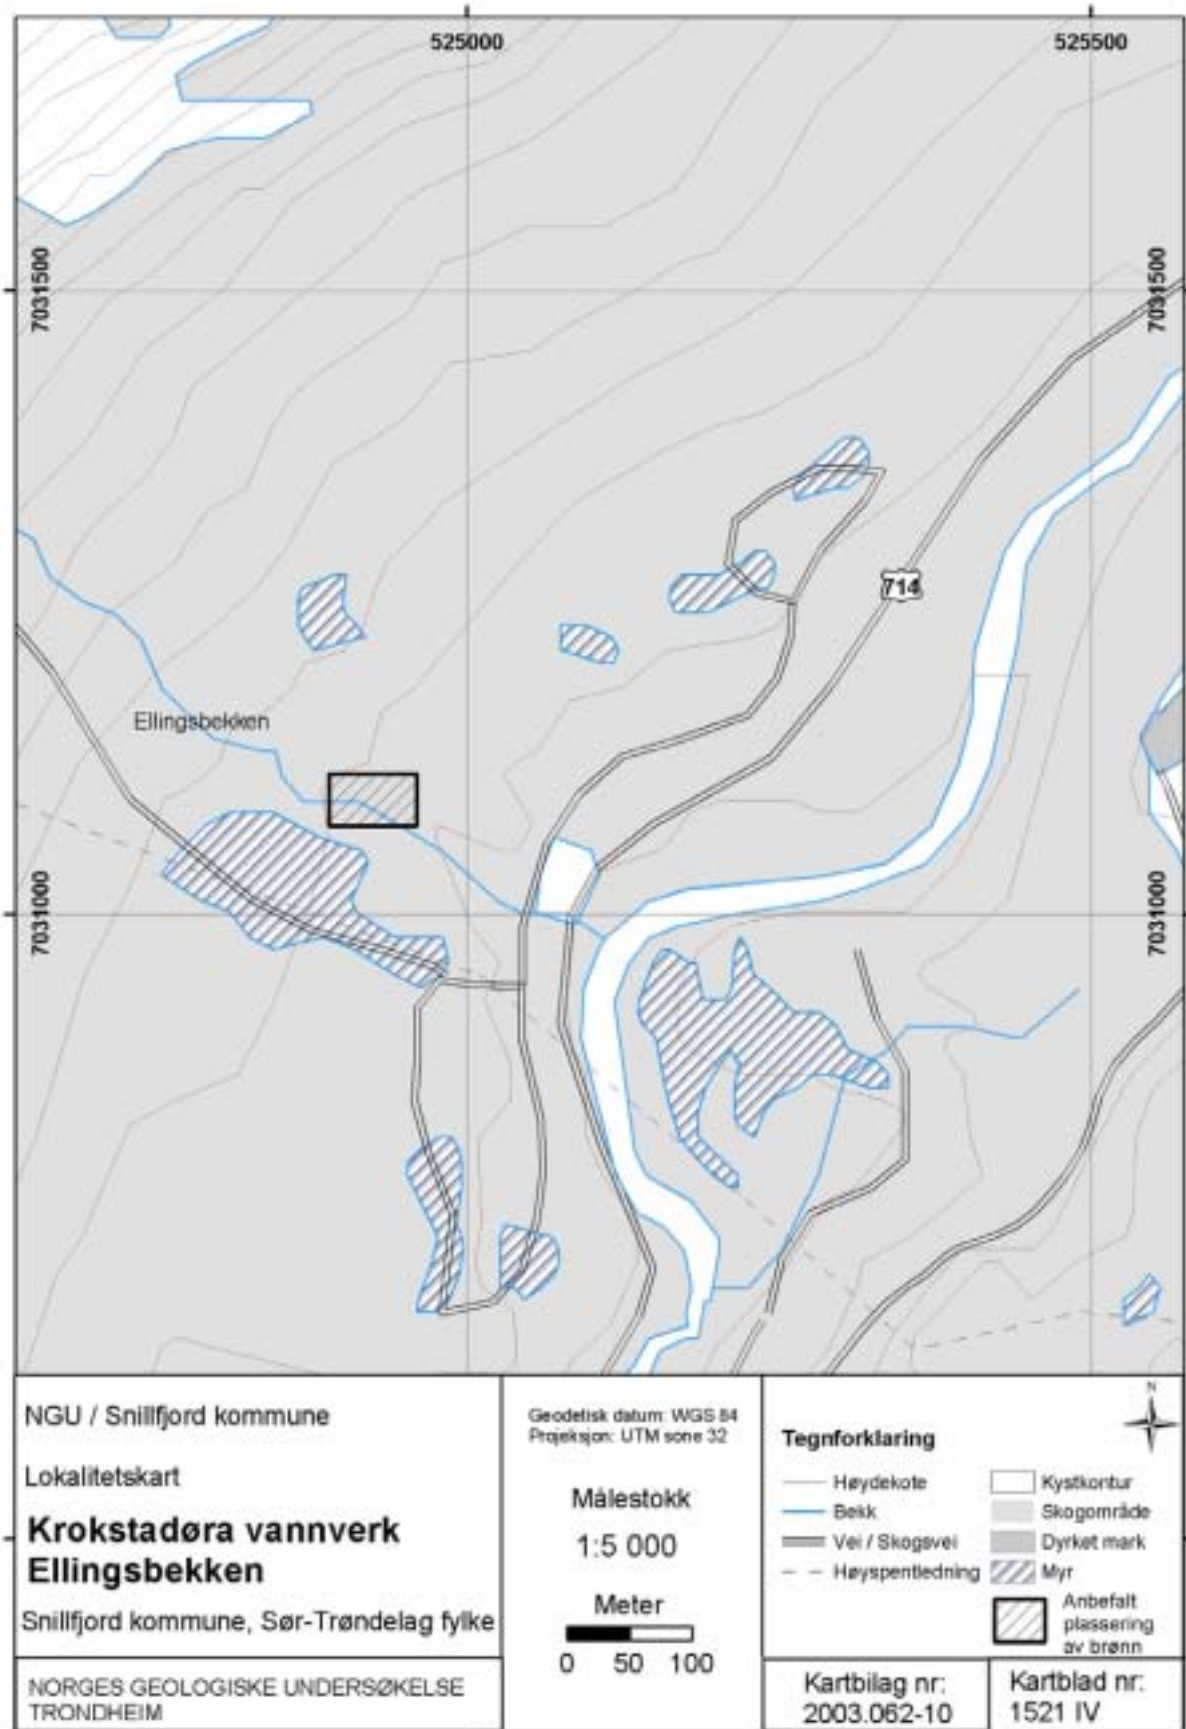 525000
525500
7031500
7031500
714
Ellingsbekken
7031000
7031000
NGU / Snillfjord kommune
Lokalitetskart
Krokstadøra vannverk
Ellingsbekken
Snillfjord kommune, Sør-Trøndelag fylke
NORGES GEOLOGISKE UNDERSØKELSE
TRONDHEIM
Geodetisk datum: WGS 84
Projeksjon: UTM sone 32
Målestokk
1:5 000
Meter
0 50 100
N
Tegnforklaring
Høydekote
Bekk
Vei / Skogsvei
Høyspentledning
Kystkontur
Skogområde
Dyrket mark
Myr
Anbefalt
plassering
av brønn
Kartbilag nr:
2003.062-10
Kartblad nr:
1521 IV